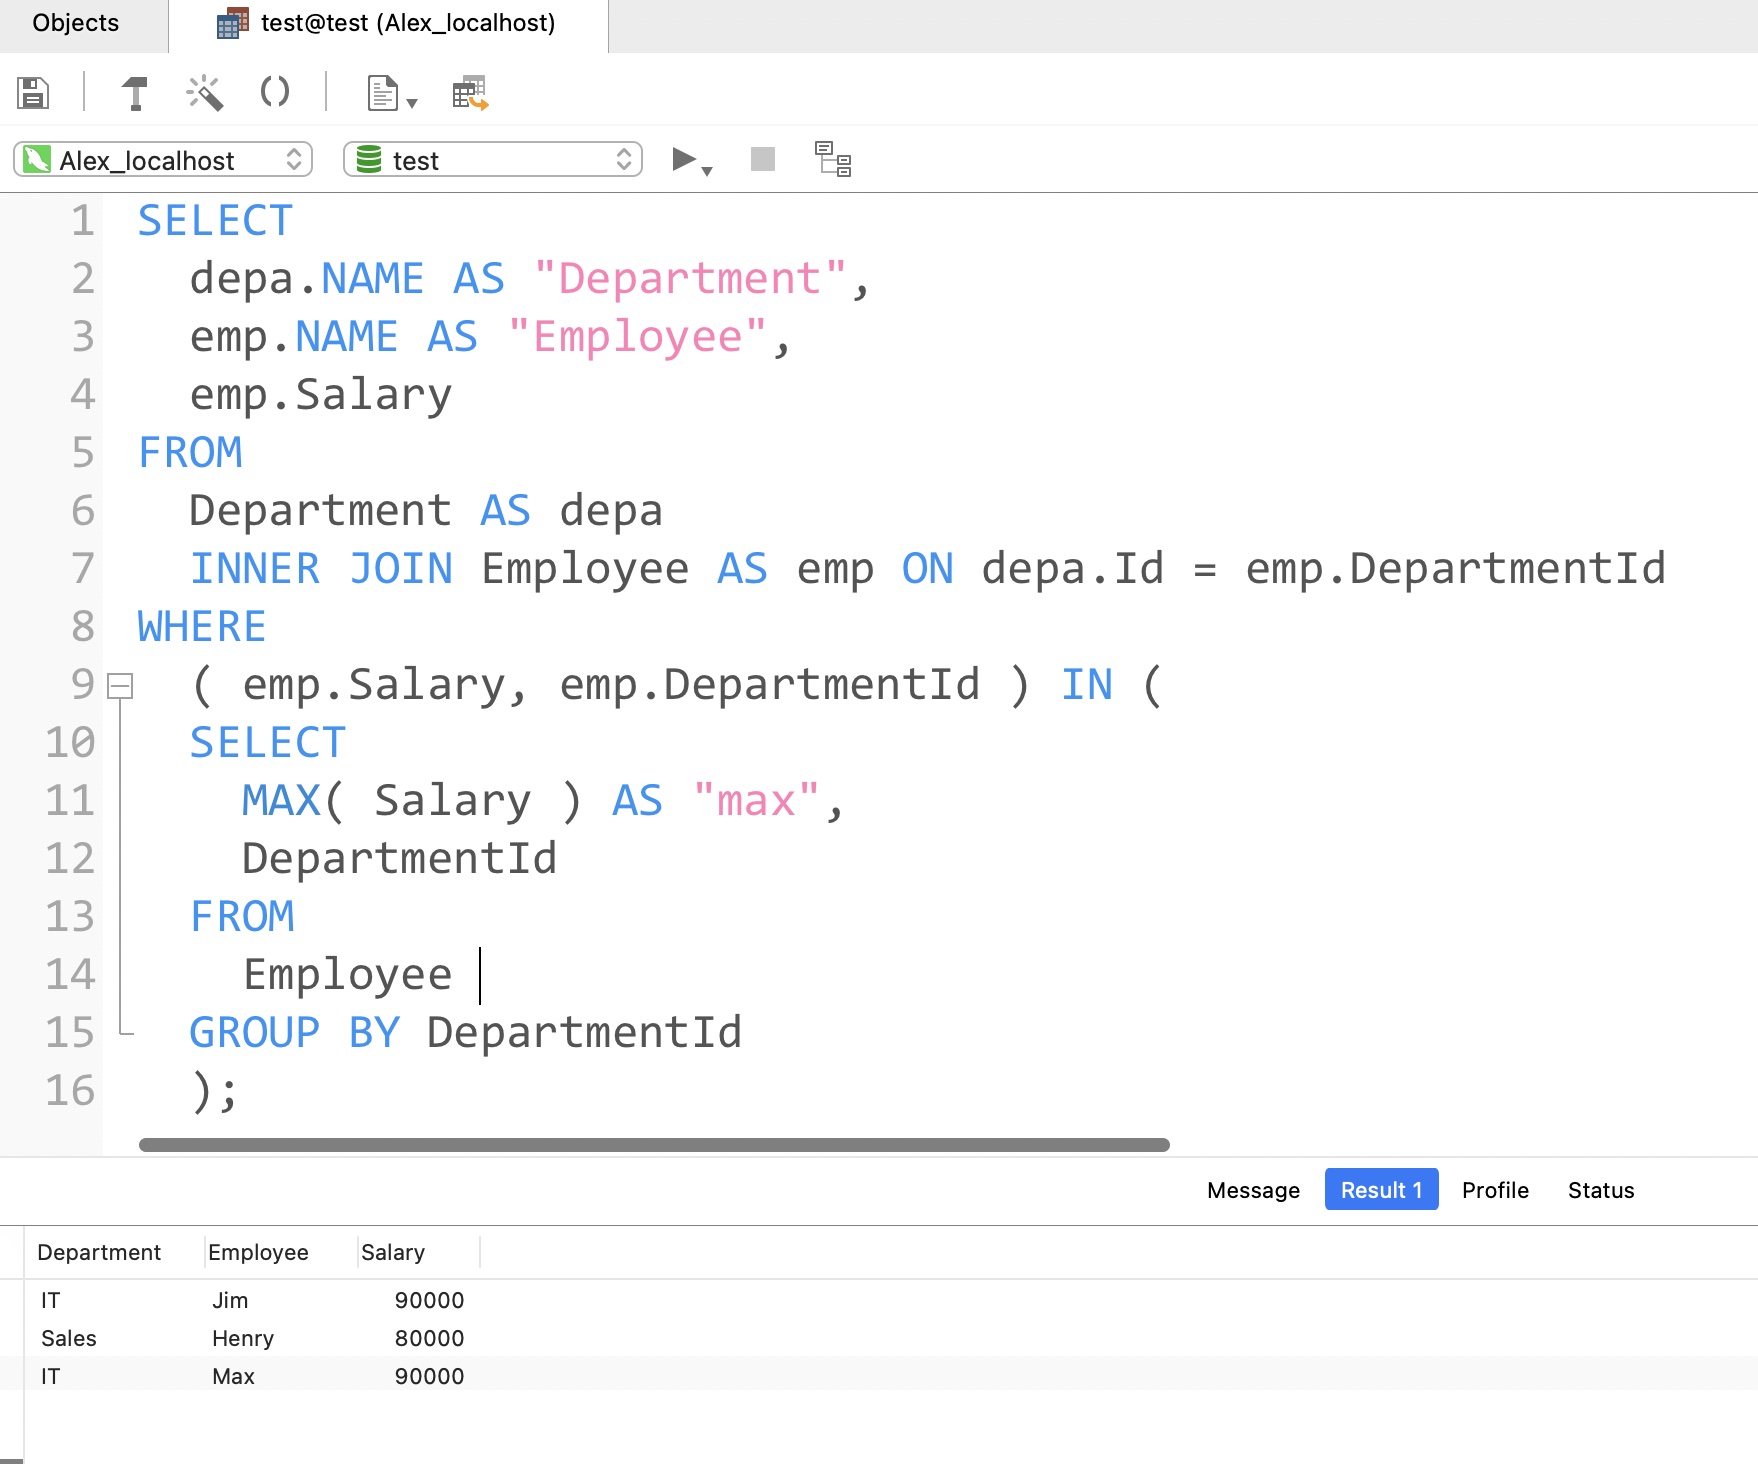 Objects test@test (Alex_localhost)
Alex_localhost test
1 SELECT
2 depa.NAME AS "Department",
3 emp.NAME AS "Employee",
4 emp.Salary
5 FROM
6 Department AS depa
7 INNER JOIN Employee AS emp ON depa.Id = emp.DepartmentId
8 WHERE
9 ( emp.Salary, emp.DepartmentId ) IN (
10 SELECT
11 MAX( Salary ) AS "max",
12 DepartmentId
13 FROM
14 Employee
15 GROUP BY DepartmentId
16 );
Message Result 1 Profile Status
Department Employee Salary
IT Jim 90000
Sales Henry 80000
IT Max 90000